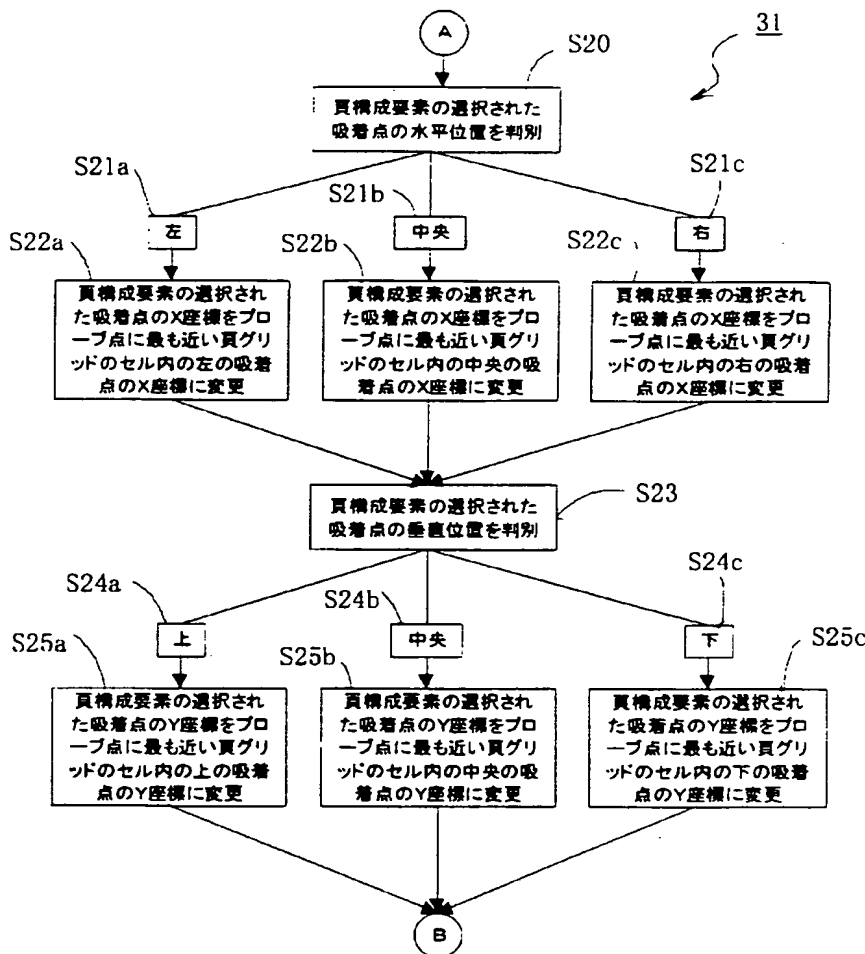 A
31
S20
頁構成要素の選択された
吸着点の水平位置を判別
S21a
S21b
S21c
左
中央
右
S22a
S22b
S22c
頁構成要素の選択され
た吸着点のX座標をプロ
ーブ点に最も近い頁グリ
ッドのセル内の左の吸着
点のX座標に変更
頁構成要素の選択され
た吸着点のX座標をプロ
ーブ点に最も近い頁グリ
ッドのセル内の中央の吸
着点のX座標に変更
頁構成要素の選択され
た吸着点のX座標をプロ
ーブ点に最も近い頁グリ
ッドのセル内の右の吸着
点のX座標に変更
S23
頁構成要素の選択された
吸着点の垂直位置を判別
S24a
S24b
S24c
上
中央
下
S25a
S25b
S25c
頁構成要素の選択され
た吸着点のY座標をプロ
ーブ点に最も近い頁グリ
ッドのセル内の上の吸着
点のY座標に変更
頁構成要素の選択され
た吸着点のY座標をプロ
ーブ点に最も近い頁グリ
ッドのセル内の中央の吸
着点のY座標に変更
頁構成要素の選択され
た吸着点のY座標をプロ
ーブ点に最も近い頁グリ
ッドのセル内の下の吸着
点のY座標に変更
B